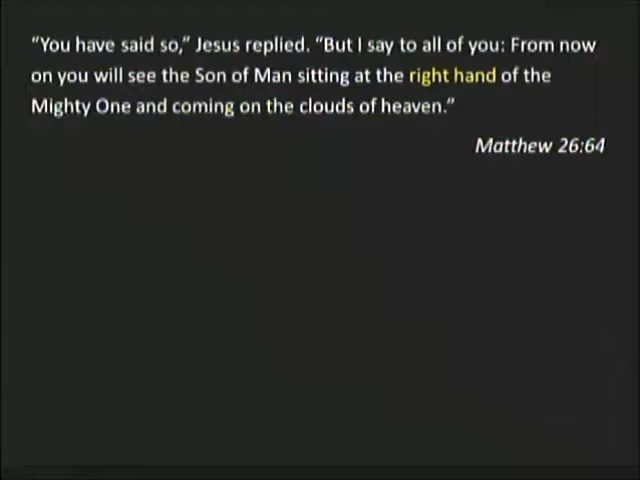 “You have said so,” Jesus replied. “But I say to all of you: From now
on you will see the Son of Man sitting at the right hand of the
Mighty One and coming on the clouds of heaven.”
Matthew 26:64